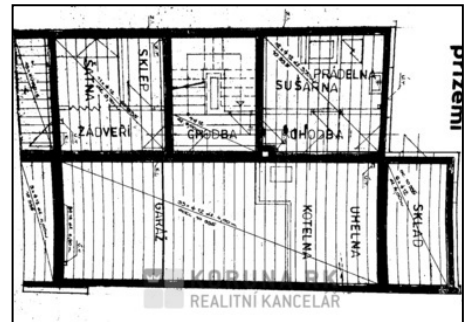 ŠATNA
SKLEP
ZÁDVEŘÍ
CHODBA
SUŠÁRNA
PRÁDELNA
CHODBA
přízemí
GARÁŽ
KOTELNA
UHELNA
SKLAD
KORUNA RK
REALITNÍ KANCELÁŘ